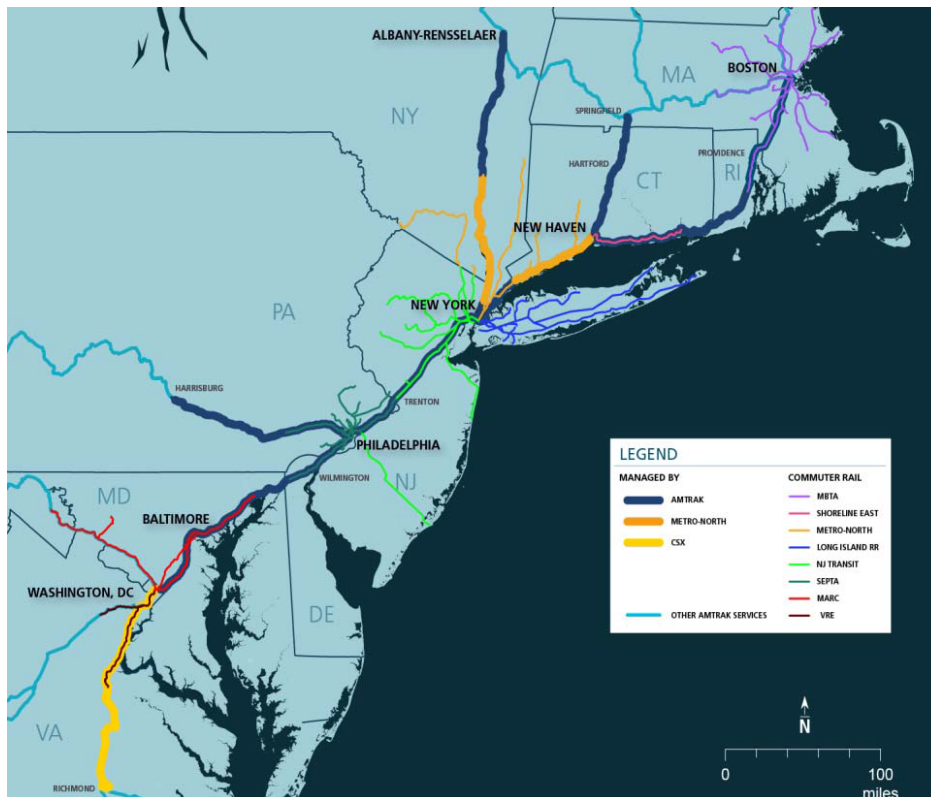 ALBANY-RENSSELAER
BOSTON
MA
NY
SPRINGFIELD
PROVIDENCE
HARTFORD
RI
CT
NEW HAVEN
NEW YORK
PA
HARRISBURG
TRENTON
PHILADELPHIA
WILMINGTON
NJ
MD
BALTIMORE
WASHINGTON, DC
DE
VA
RICHMOND
LEGEND
MANAGED BY
AMTRAK
METRO-NORTH
CSX
OTHER AMTRAK SERVICES
COMMUTER RAIL
MBTA
SHORELINE EAST
METRO-NORTH
LONG ISLAND RR
NJ TRANSIT
SEPTA
MARC
VRE
N
0 100
miles